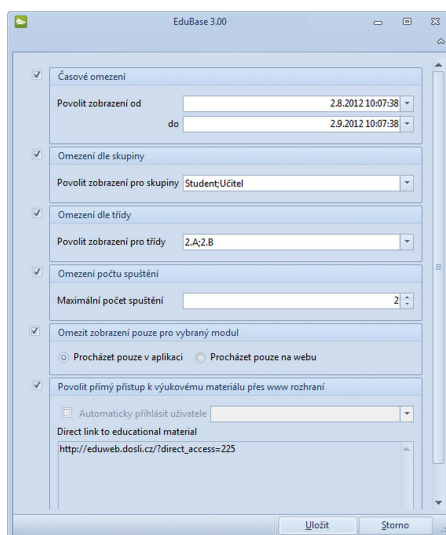 EduBase 3.00
Časové omezení
Povolit zobrazení od 2.8.2012 10:07:38
do 2.9.2012 10:07:38
Omezení dle skupiny
Povolit zobrazení pro skupiny Student;Učitel
Omezení dle třídy
Povolit zobrazení pro třídy 2.A;2.B
Omezení počtu spuštění
Maximální počet spuštění 2
Omezit zobrazení pouze pro vybraný modul
Procházet pouze v aplikaci Procházet pouze na webu
Povolit přímý přístup k výukovému materiálu přes www rozhraní
Automaticky přihlásit uživatele
Direct link to educational material
http://eduweb.dosli.cz/?direct_access=225
Uložit Storno